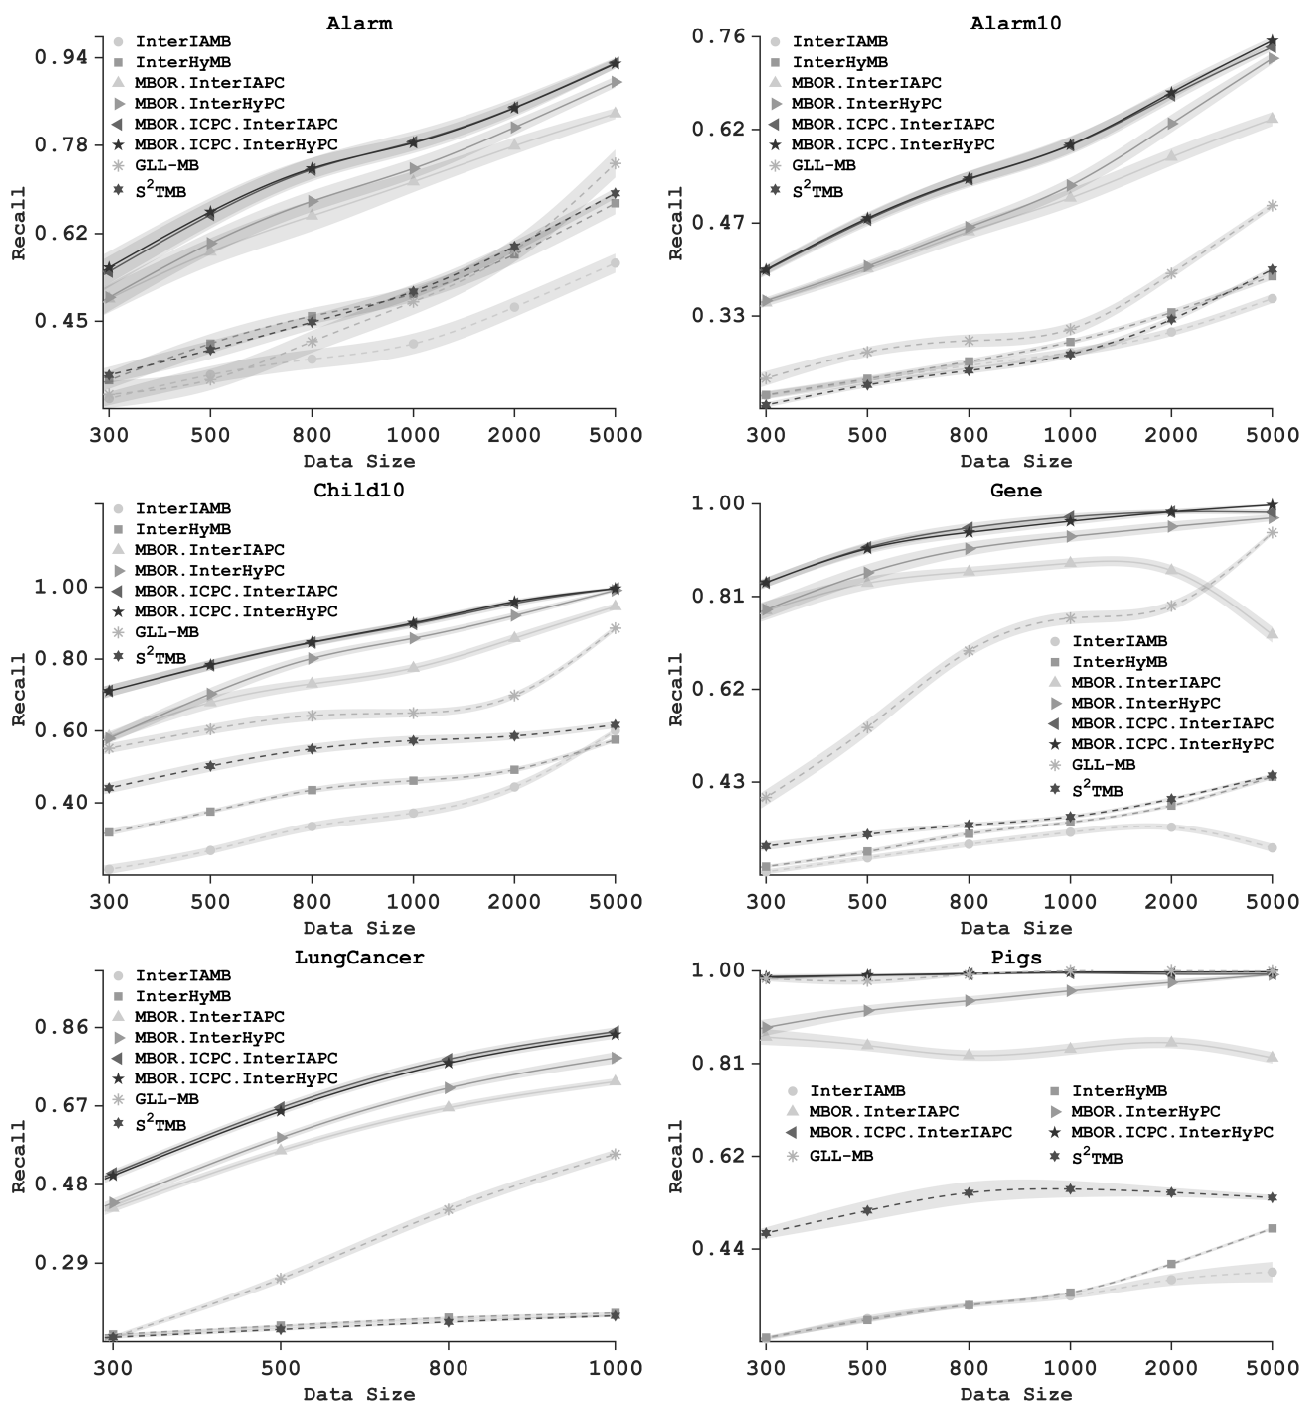 Alarm
0.94
0.78
0.62
0.45
Recall
InterIAMB
InterHyMB
MBOR.InterIAPC
MBOR.InterHyPC
MBOR.ICPC.InterIAPC
MBOR.ICPC.InterHyPC
GLL-MB
S²TMB
300 500 800 1000 2000 5000
Data Size
Alarm10
0.76
0.62
0.47
0.33
Recall
InterIAMB
InterHyMB
MBOR.InterIAPC
MBOR.InterHyPC
MBOR.ICPC.InterIAPC
MBOR.ICPC.InterHyPC
GLL-MB
S²TMB
300 500 800 1000 2000 5000
Data Size
Child10
1.00
0.80
0.60
0.40
Recall
InterIAMB
InterHyMB
MBOR.InterIAPC
MBOR.InterHyPC
MBOR.ICPC.InterIAPC
MBOR.ICPC.InterHyPC
GLL-MB
S²TMB
300 500 800 1000 2000 5000
Data Size
Gene
1.00
0.81
0.62
0.43
Recall
InterIAMB
InterHyMB
MBOR.InterIAPC
MBOR.InterHyPC
MBOR.ICPC.InterIAPC
MBOR.ICPC.InterHyPC
GLL-MB
S²TMB
300 500 800 1000 2000 5000
Data Size
LungCancer
0.86
0.67
0.48
0.29
Recall
InterIAMB
InterHyMB
MBOR.InterIAPC
MBOR.InterHyPC
MBOR.ICPC.InterIAPC
MBOR.ICPC.InterHyPC
GLL-MB
S²TMB
300 500 800 1000
Data Size
Pigs
1.00
0.81
0.62
0.44
Recall
InterIAMB InterHyMB
MBOR.InterIAPC MBOR.InterHyPC
MBOR.ICPC.InterIAPC MBOR.ICPC.InterHyPC
GLL-MB S²TMB
300 500 800 1000 2000 5000
Data Size